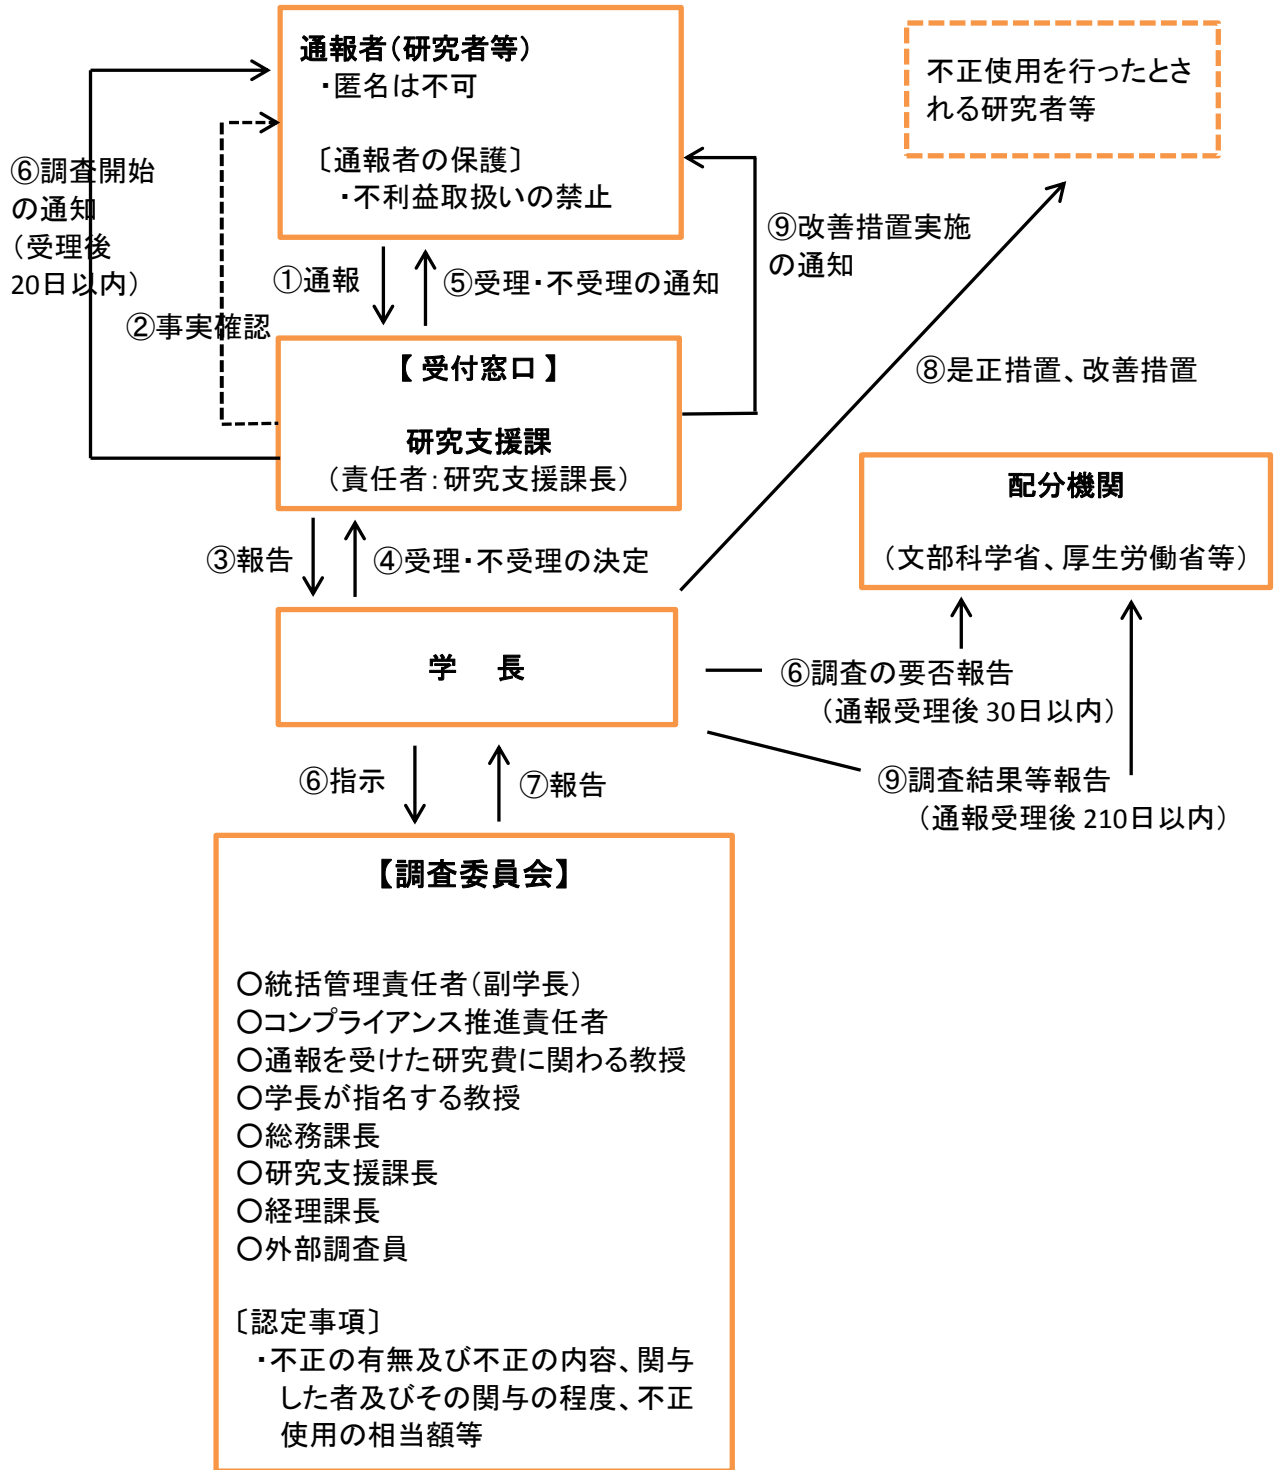 通報者（研究者等）
・匿名は不可
〔通報者の保護〕
・不利益取扱いの禁止
不正使用を行ったとさ
れる研究者等
⑥調査開始
の通知
（受理後
20日以内）
②事実確認
①通報
⑤受理・不受理の通知
⑨改善措置実施
の通知
【 受付窓口 】
研究支援課
（責任者：研究支援課長）
⑧是正措置、改善措置
配分機関
（文部科学省、厚生労働省等）
③報告
④受理・不受理の決定
学　長
⑥調査の要否報告
（通報受理後 30日以内）
⑨調査結果等報告
（通報受理後 210日以内）
⑥指示
⑦報告
【調査委員会】
○統括管理責任者（副学長）
○コンプライアンス推進責任者
○通報を受けた研究費に関わる教授
○学長が指名する教授
○総務課長
○研究支援課長
○経理課長
○外部調査員
〔認定事項〕
・不正の有無及び不正の内容、関与
した者及びその関与の程度、不正
使用の相当額等